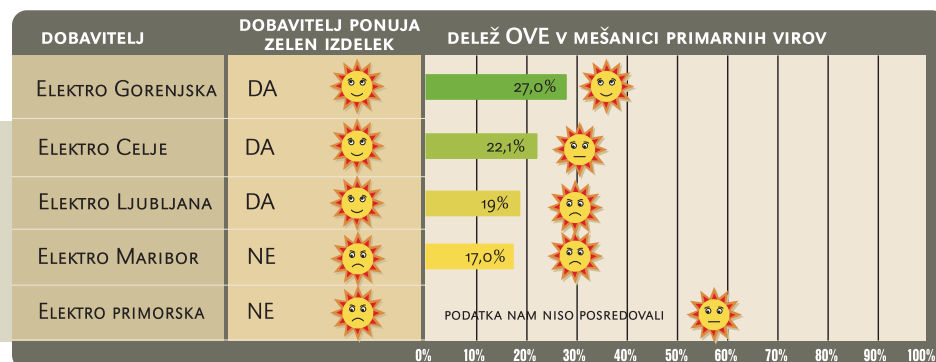 DOBAVITELJ
DOBAVITELJ PONUJA
ZELEN IZDELEK
DELEŽ OVE V MEŠANICI PRIMARNIH VIROV
ELEKTRO GORENJSKA DA 27,0%
ELEKTRO CELJE DA 22,1%
ELEKTRO LJUBLJANA DA 19%
ELEKTRO MARIBOR NE 17,0%
ELEKTRO PRIMORSKA NE PODATKA NAM NISO POSREDOVALI
0% 10% 20% 30% 40% 50% 60% 70% 80% 90% 100%